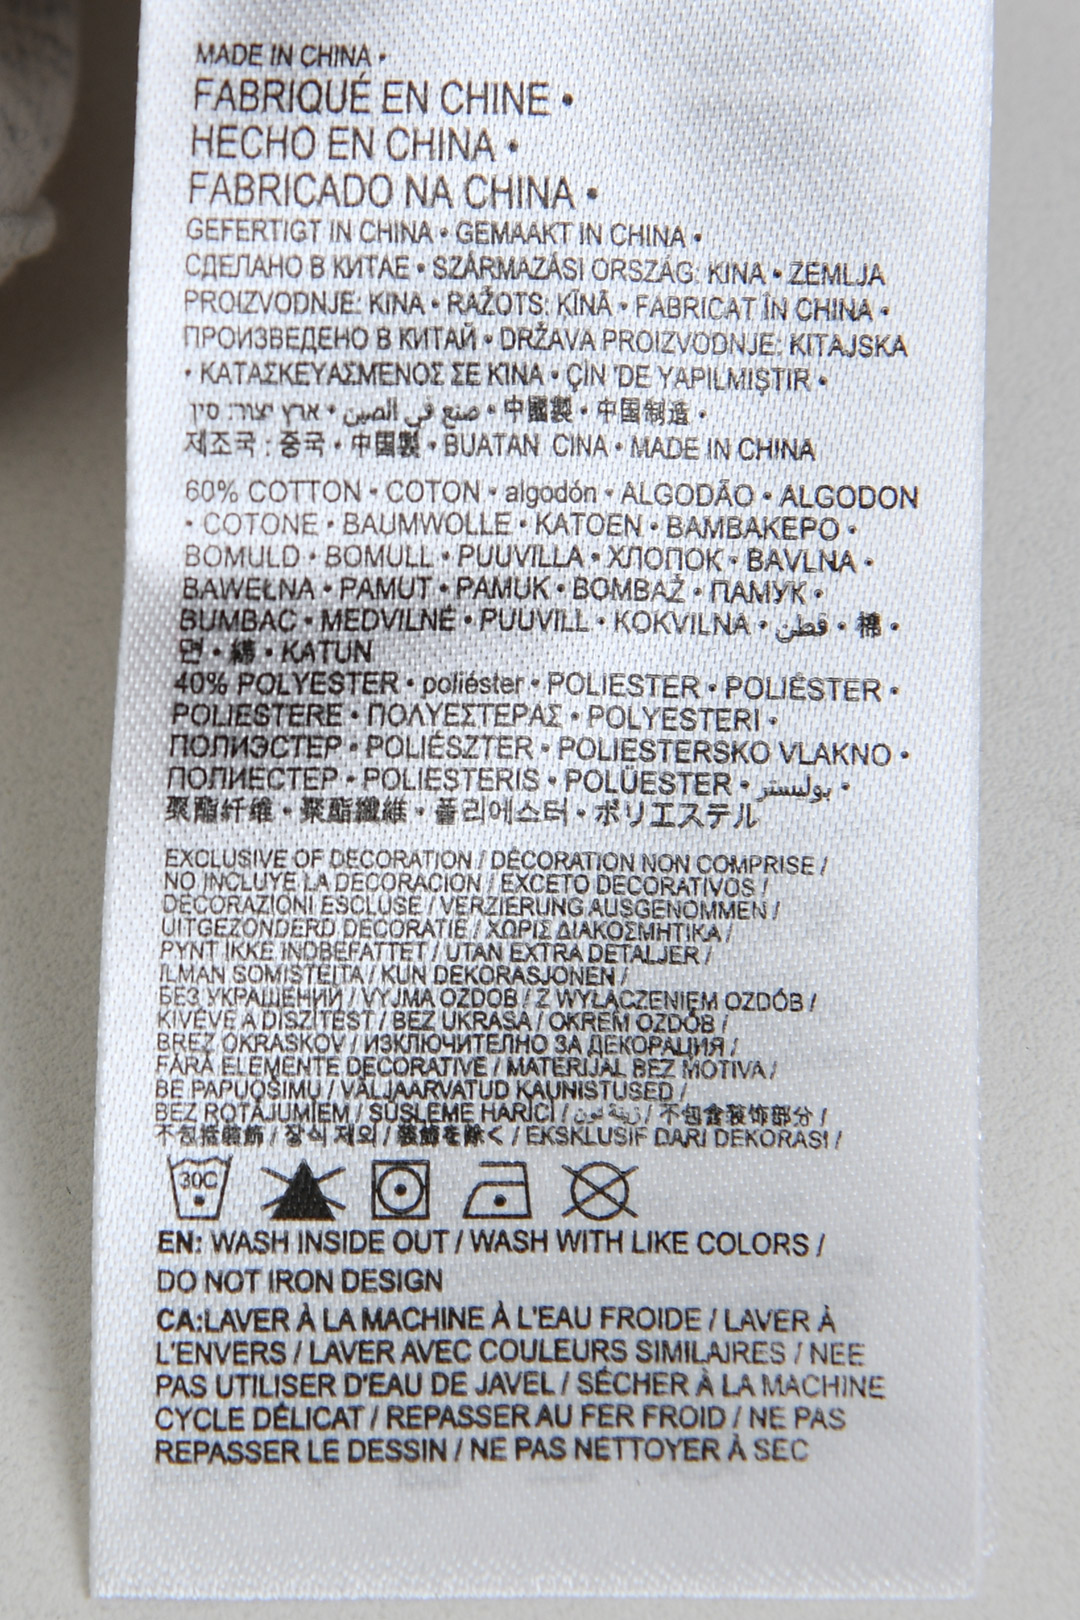 MADE IN CHINA •
FABRIQUÉ EN CHINE •
HECHO EN CHINA •
FABRICADO NA CHINA •
GEFERTIGT IN CHINA • GEMAAKT IN CHINA •
СДЕЛАНО В КИТАЕ • SZÁRMAZÁSI ORSZÁG: KINA • ZEMLJA
PROIZVODNJE: KINA • RAŽOTS: ĶĪNĀ • FABRICAT ÎN CHINA •
ПРОИЗВЕДЕНО В КИТАЙ • DRŽAVA PROIZVODNJE: KITAJSKA
• ΚΑΤΑΣΚΕΥΑΣΜΕΝΟΣ ΣΕ ΚΙΝΑ • ÇİN 'DE YAPILMIŞTIR •
ארץ יצור: סין • صنع في الصين • 中國製 • 中国制造 •
제조국 : 중국 • 中国製 • BUATAN CINA • MADE IN CHINA
60% COTTON • COTON • algodón • ALGODÃO • ALGODON
• COTONE • BAUMWOLLE • KATOEN • ΒΑΜΒΑΚΕΡΟ •
BOMULD • BOMULL • PUUVILLA • ХЛОПОК • BAVLNA •
BAWEŁNA • PAMUT • PAMUK • BOMBAŽ • ПАМУК •
BUMBAC • MEDVILNĖ • PUUVILL • KOKVILNA • قطن • 棉 •
면 • 綿 • KATUN
40% POLYESTER • poliéster • POLIESTER • POLIÉSTER •
POLIESTERE • ΠΟΛΥΕΣΤΕΡΑΣ • POLYESTERI •
ПОЛИЭСТЕР • POLIÉSZTER • POLIESTERSKO VLAKNO •
ПОЛИЕСТЕР • POLIESTERIS • POLÜESTER • بوليستر •
聚酯纤维 • 聚酯纖維 • 폴리에스터 • ポリエステル
EXCLUSIVE OF DECORATION / DÉCORATION NON COMPRISE /
NO INCLUYE LA DECORACION / EXCETO DECORATIVOS /
DECORAZIONI ESCLUSE / VERZIERUNG AUSGENOMMEN /
UITGEZONDERD DECORATIE / ΧΩΡΙΣ ΔΙΑΚΟΣΜΗΤΙΚΑ /
PYNT IKKE INDBEFATTET / UTAN EXTRA DETALJER /
ILMAN SOMISTEITA / KUN DEKORASJONEN /
БЕЗ УКРАШЕНИЙ / VYJMA OZDOB / Z WYŁĄCZENIEM OZDÓB /
KIVÉVE A DÍSZÍTÉST / BEZ UKRASA / OKREM OZDÔB /
BREZ OKRASKOV / ИЗКЛЮЧИТЕЛНО ЗА ДЕКОРАЦИЯ /
FĂRĂ ELEMENTE DECORATIVE / MATERIJAL BEZ MOTIVA /
BE PAPUOŠIMU / VÄLJAARVATUD KAUNISTUSED /
BEZ ROTĀJUMIEM / SÜSLEME HARİCİ / زينة بدون / 不包含装饰部分 /
不包括裝飾 / 장식 제외 / 装飾を除く / EKSKLUSIF DARI DEKORASI /
30C
EN: WASH INSIDE OUT / WASH WITH LIKE COLORS /
DO NOT IRON DESIGN
CA:LAVER À LA MACHINE À L'EAU FROIDE / LAVER À
L'ENVERS / LAVER AVEC COULEURS SIMILAIRES / NEE
PAS UTILISER D'EAU DE JAVEL / SÉCHER À LA MACHINE
CYCLE DÉLICAT / REPASSER AU FER FROID / NE PAS
REPASSER LE DESSIN / NE PAS NETTOYER À SEC